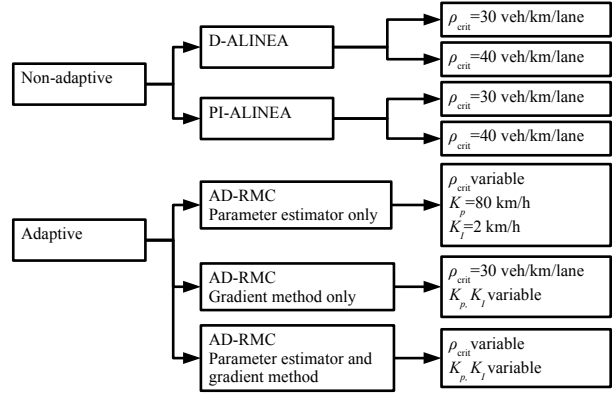 Non-adaptive
D-ALINEA
ρcrit=30 veh/km/lane
ρcrit=40 veh/km/lane
PI-ALINEA
ρcrit=30 veh/km/lane
ρcrit=40 veh/km/lane
Adaptive
AD-RMC
Parameter estimator only
ρcrit variable
Kp=80 km/h
KI=2 km/h
AD-RMC
Gradient method only
ρcrit=30 veh/km/lane
Kp, KI variable
AD-RMC
Parameter estimator and
gradient method
ρcrit variable
Kp, KI variable